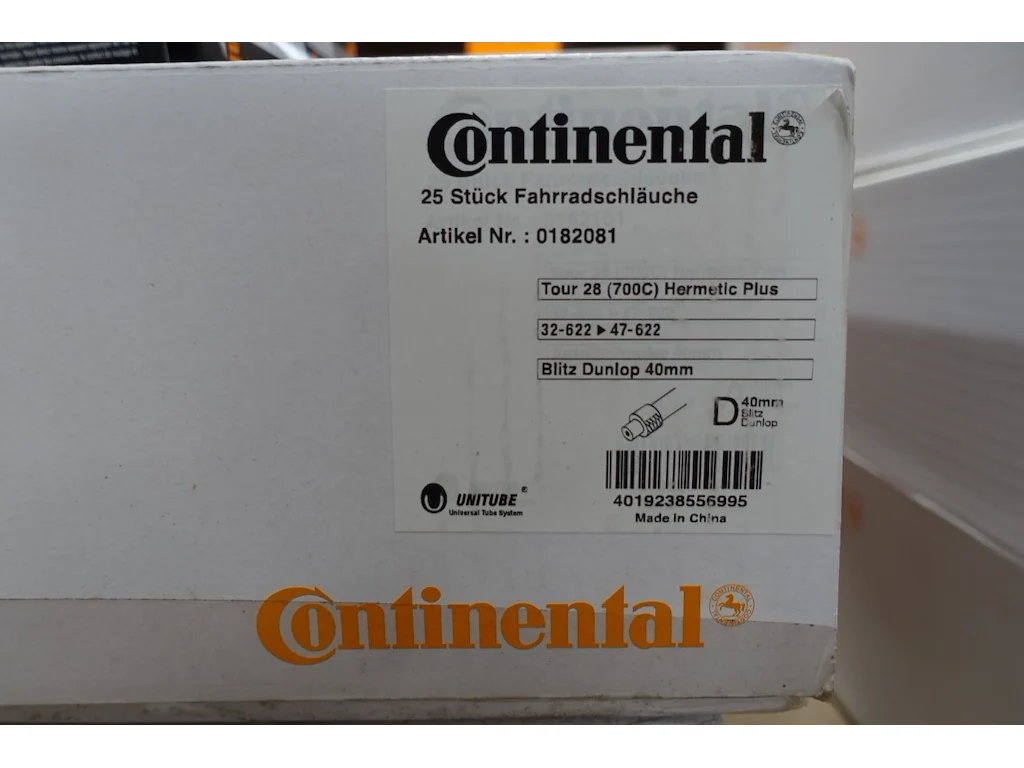 Continental
25 Stück Fahrradschläuche
Artikel Nr. : 0182081
Tour 28 (700C) Hermetic Plus
32-622 ▶ 47-622
Blitz Dunlop 40mm
D 40mm
Blitz
Dunlop
UNITUBE ®
Universal Tube System
4019238556995
Made in China
Continental
CONTINENTAL